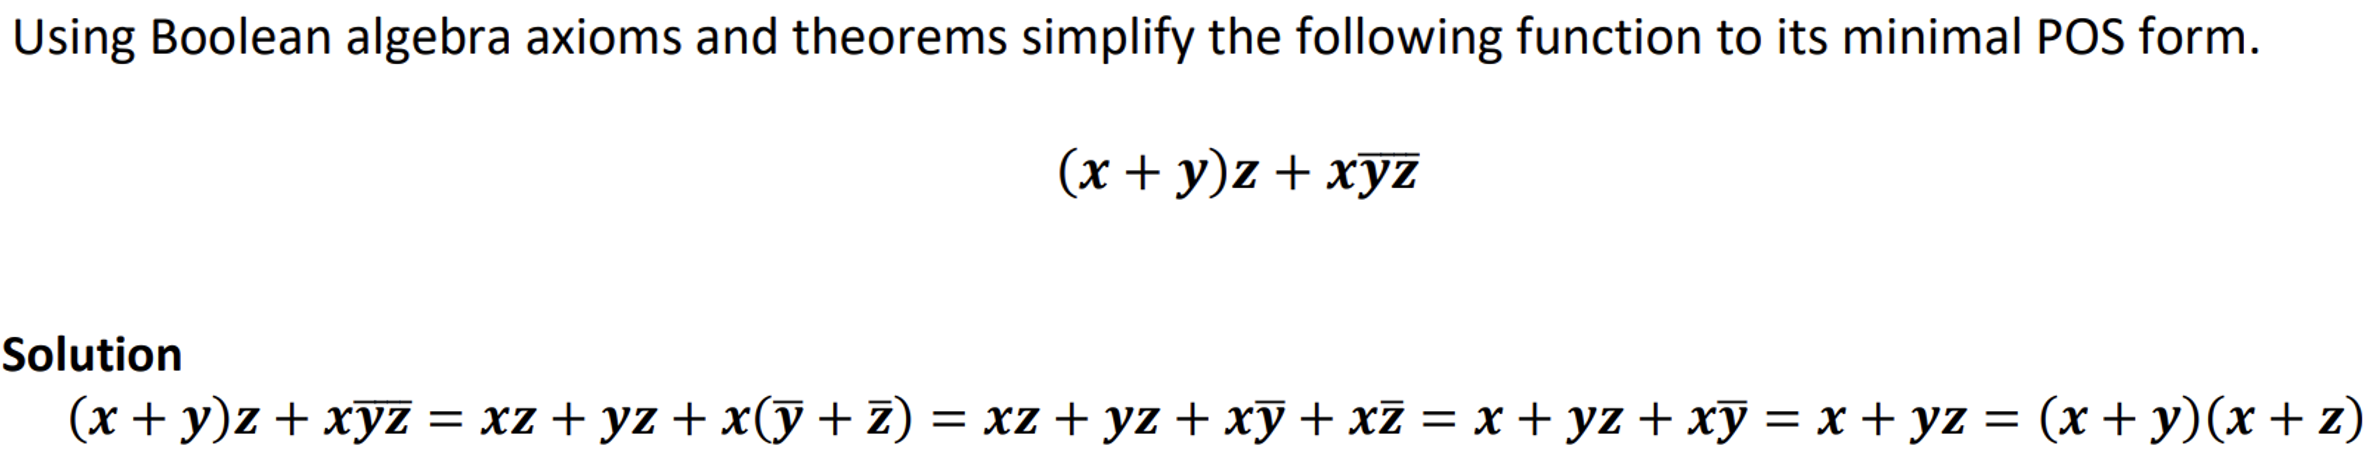 Using Boolean algebra axioms and theorems simplify the following function to its minimal POS form.
(x + y)z + x\overline{yz}
Solution
(x + y)z + x\overline{yz} = xz + yz + x(\overline{y} + \overline{z}) = xz + yz + x\overline{y} + x\overline{z} = x + yz + x\overline{y} = x + yz = (x + y)(x + z)